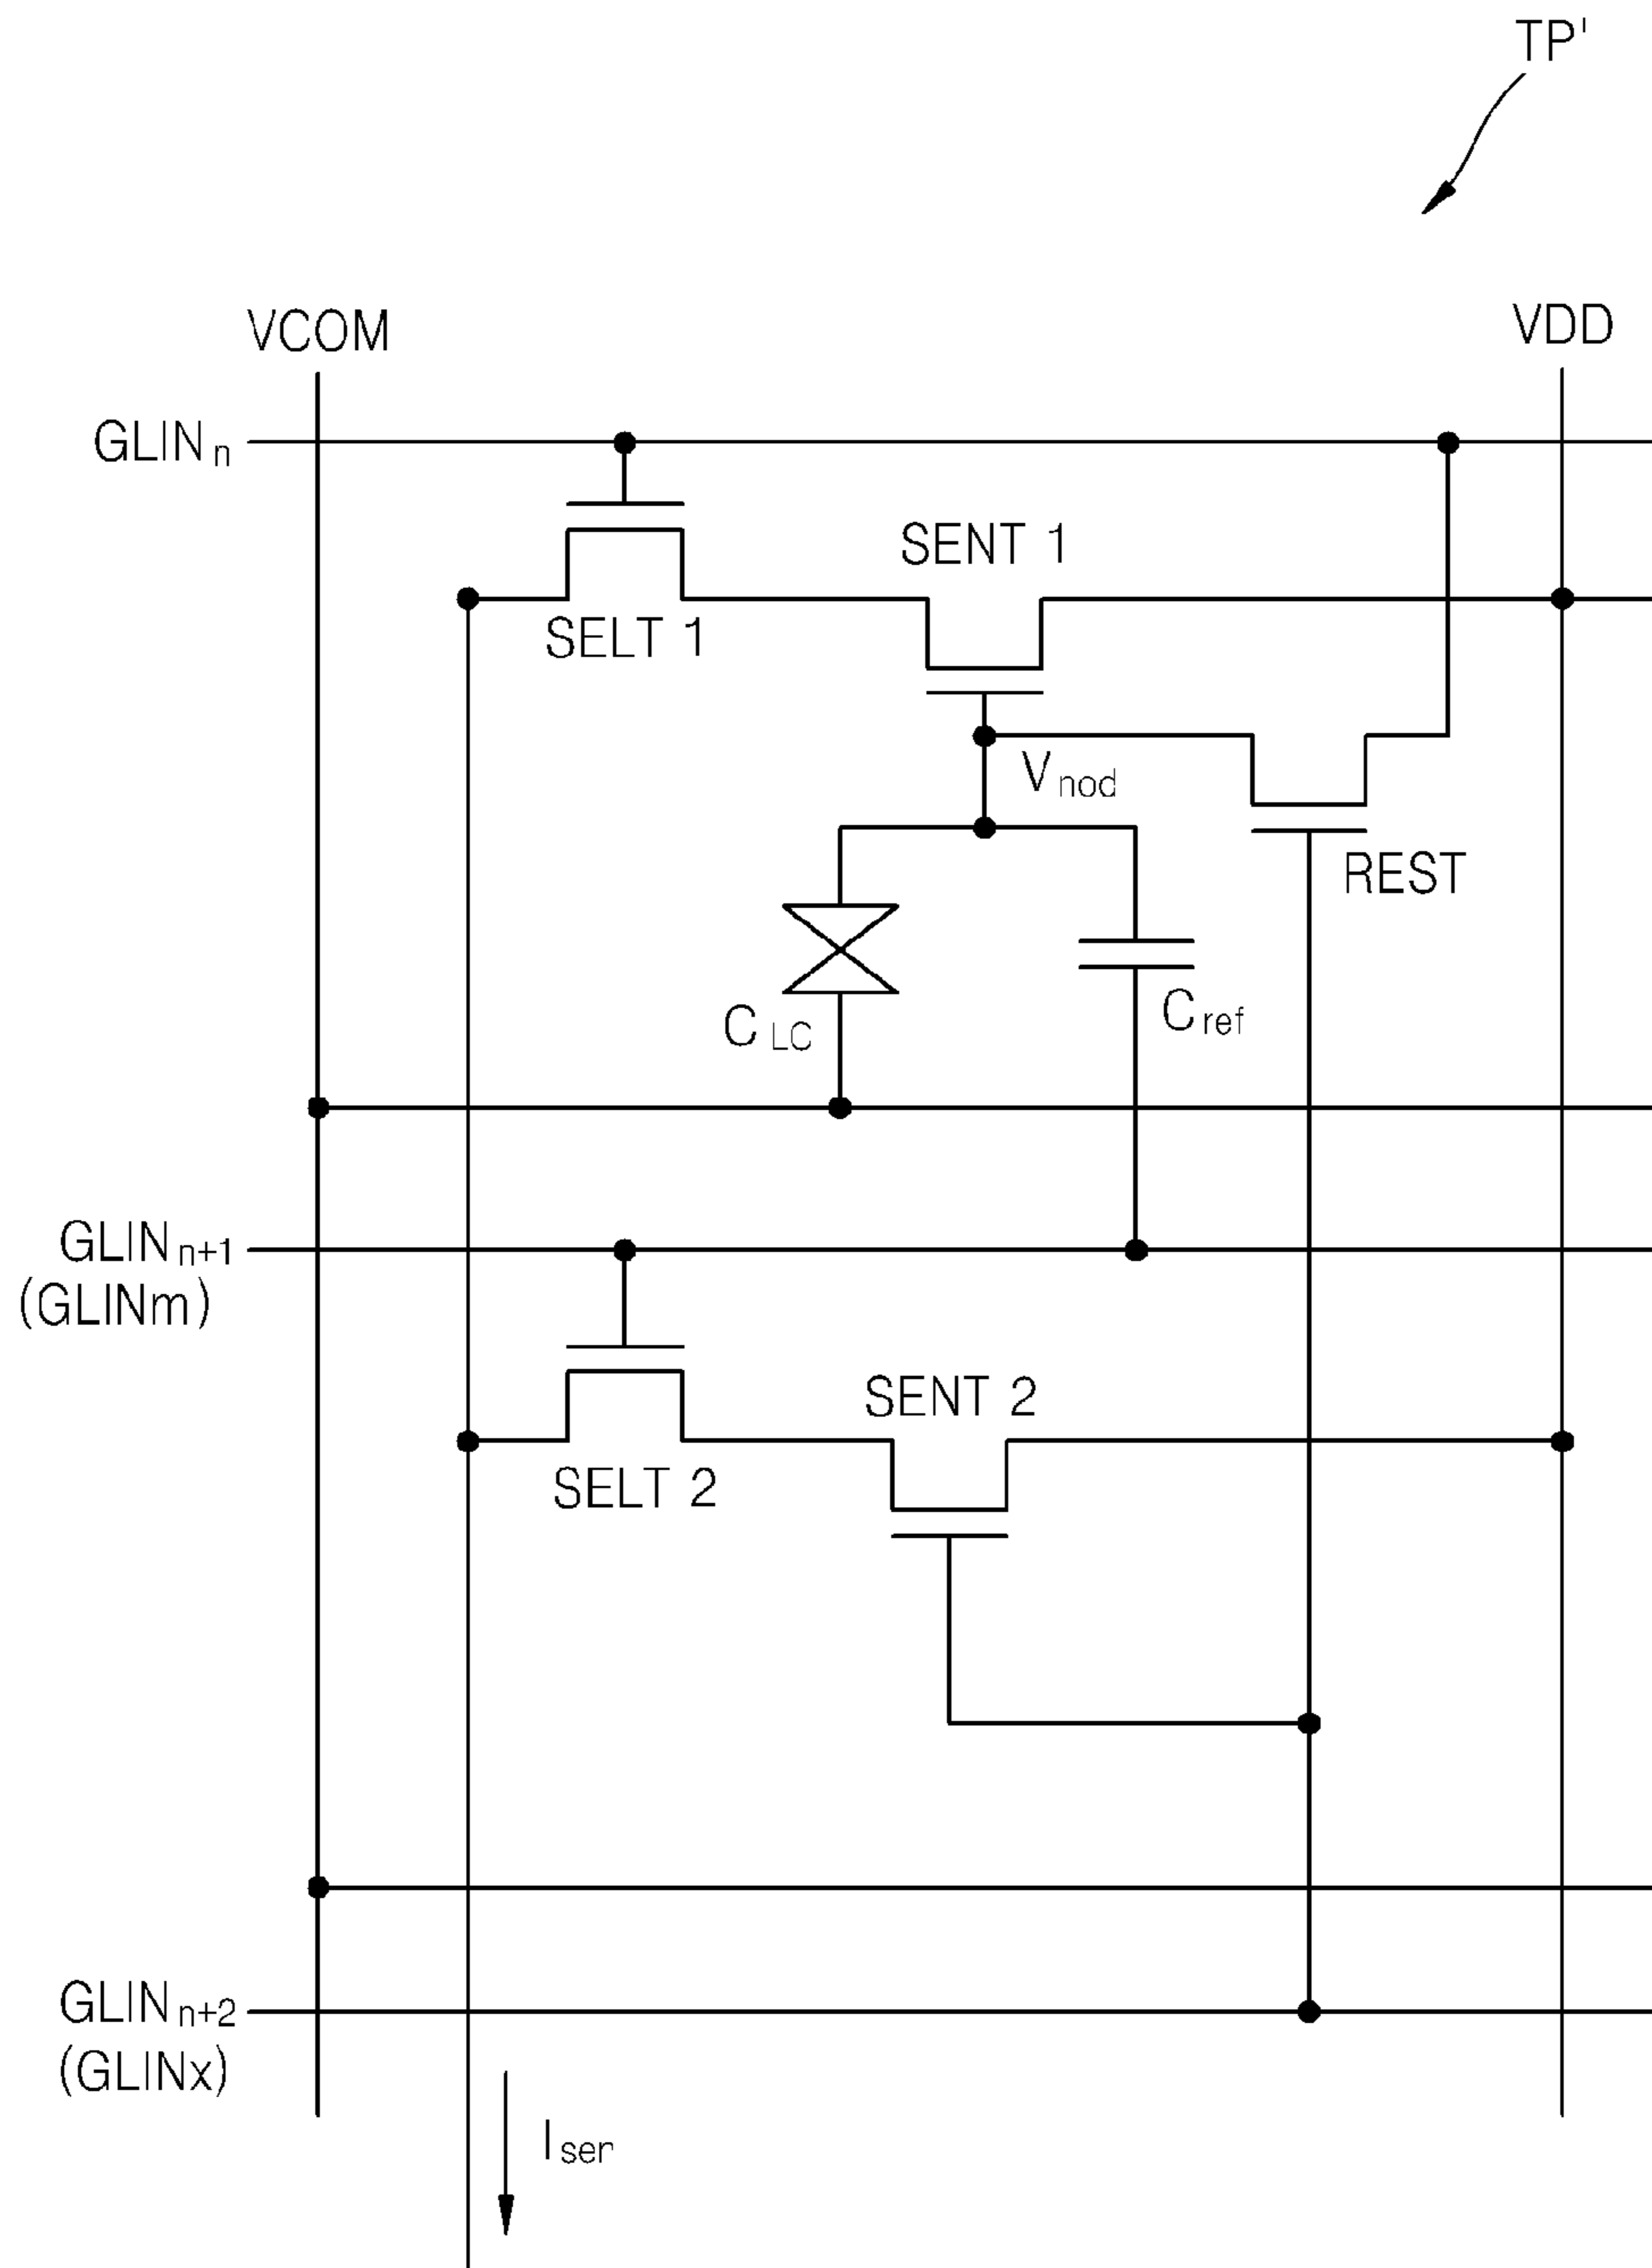 TP'
VCOM
VDD
GLINn
SENT 1
SELT 1
Vnod
REST
CLC
Cref
GLINn+1
(GLINm)
SENT 2
SELT 2
GLINn+2
(GLINx)
Iser